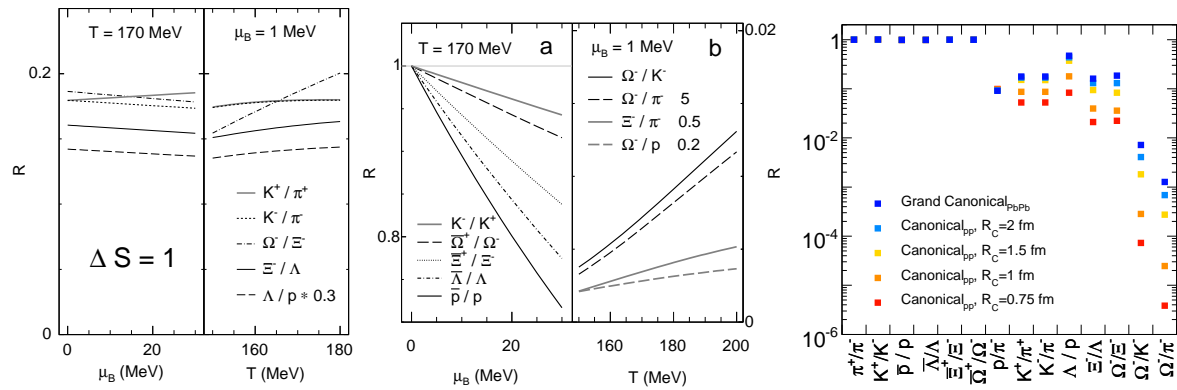 T = 170 MeV
μB = 1 MeV
0.2
R
0
K+ / π+
K- / π-
Ω- / Ξ-
Ξ- / Λ
Λ / p * 0.3
Δ S = 1
0
20
140
160
180
μB (MeV)
T (MeV)
T = 170 MeV
a
μB = 1 MeV
b
0.02
1
0.8
R
K- / K+
Ω̅+ / Ω-
Ξ̅+ / Ξ-
Λ̅ / Λ
p̅ / p
Ω- / K-
Ω- / π- 5
Ξ- / π- 0.5
Ω- / p 0.2
R
0
0
20
40
160
180
200
μB (MeV)
T (MeV)
1
10-2
10-4
10-6
Grand CanonicalPbPb
Canonicalpp, RC=2 fm
Canonicalpp, RC=1.5 fm
Canonicalpp, RC=1 fm
Canonicalpp, RC=0.75 fm
π+/π-
K+/K-
p̅ / p
Λ̅/Λ
Ξ̅+/Ξ-
Ω̅+/Ω-
p/π-
K+/π+
K-/π-
Λ / p
Ξ-/Λ
Ω-/Ξ-
Ω-/K-
Ω-/π-